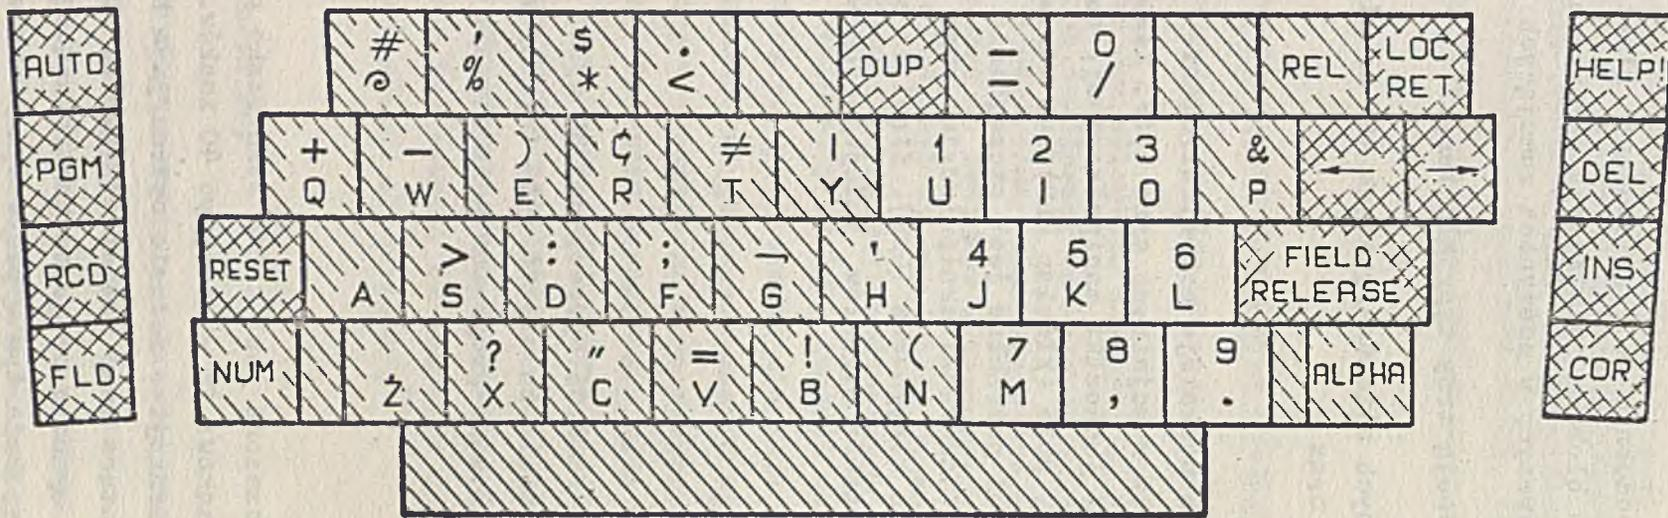 AUTO
PGM
RCD
FLD
# ' $ . — 0 LOC
@ % * < DUP – / REL RET
+ — ) ¢ ≠ | 1 2 3 & ← →
Q W E R T Y U I O P
RESET > : ; ¬ ' 4 5 6 FIELD
A S D F G H J K L RELEASE
NUM ? " = ! ( 7 8 9 ALPHA
Z X C V B N M , .
HELP!
DEL
INS
COR